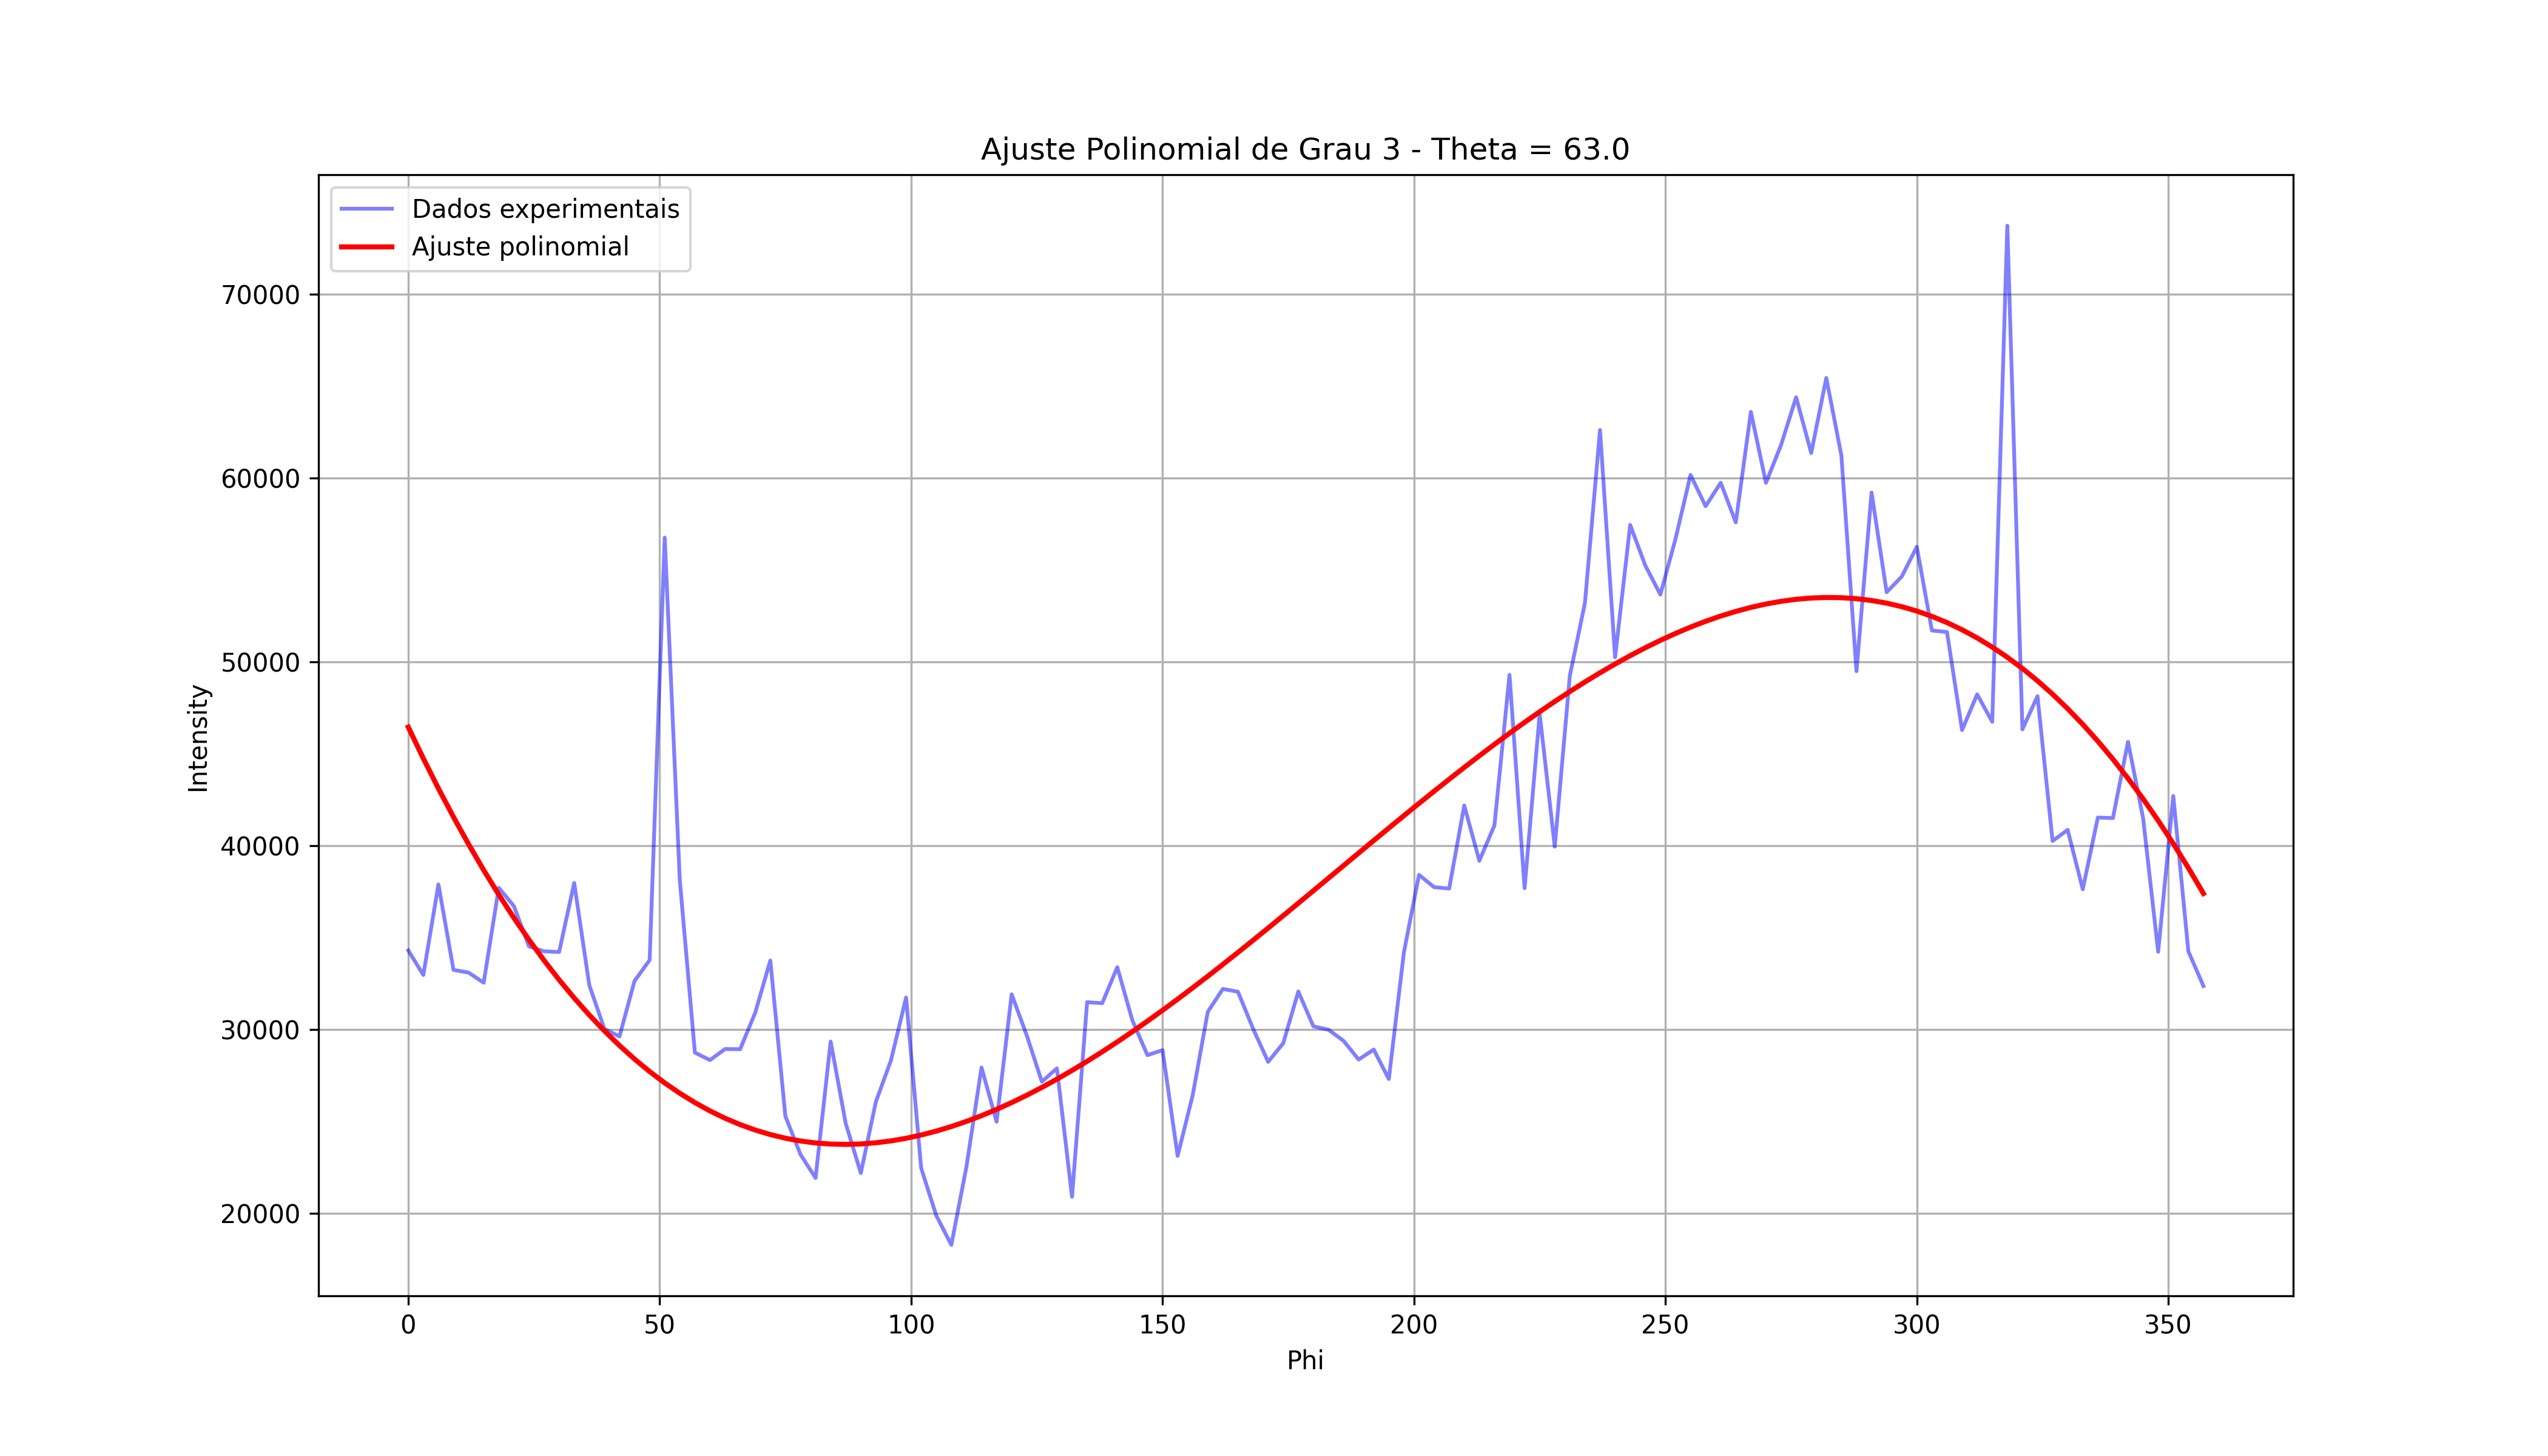 Ajuste Polinomial de Grau 3 - Theta = 63.0
Dados experimentais
Ajuste polinomial
70000
60000
50000
40000
30000
20000
Intensity
0 50 100 150 200 250 300 350
Phi